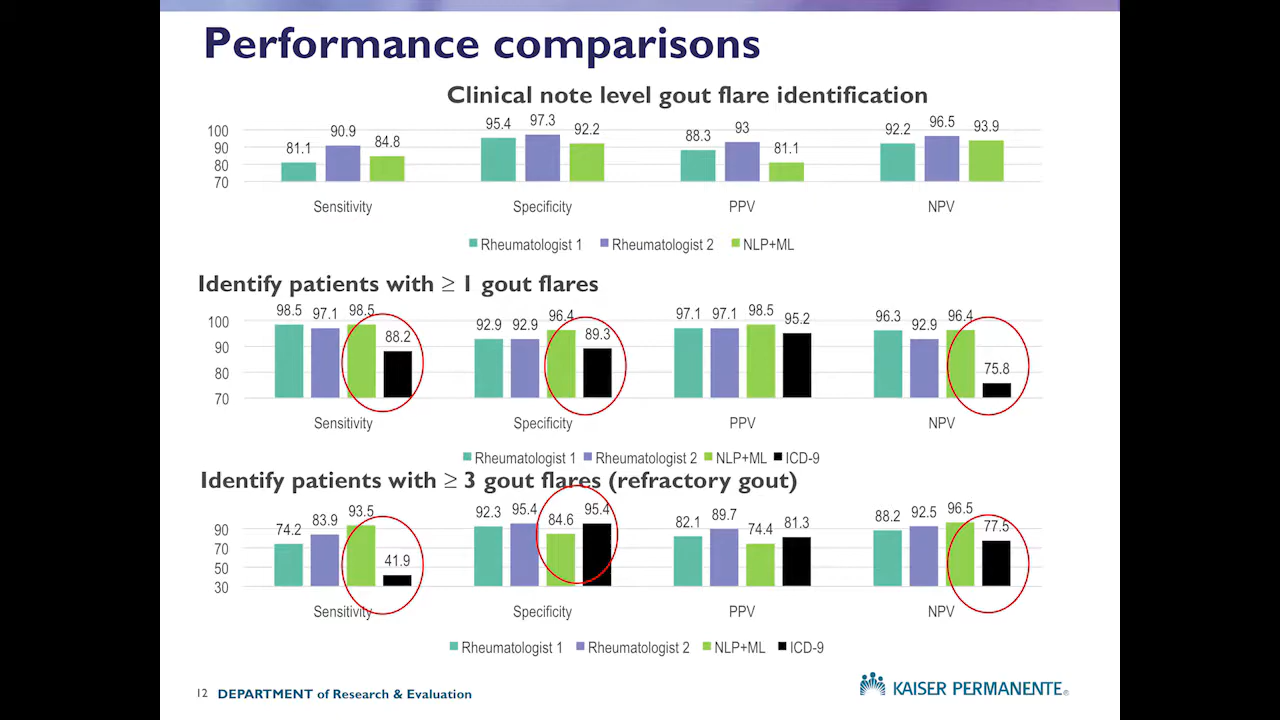 Performance comparisons
Clinical note level gout flare identification
100
90
80
70
81.1 90.9 84.8
95.4 97.3 92.2
88.3 93 81.1
92.2 96.5 93.9
Sensitivity Specificity PPV NPV
Rheumatologist 1 Rheumatologist 2 NLP+ML
Identify patients with ≥ 1 gout flares
100
90
80
70
98.5 97.1 98.5 88.2
92.9 92.9 96.4 89.3
97.1 97.1 98.5 95.2
96.3 92.9 96.4 75.8
Sensitivity Specificity PPV NPV
Rheumatologist 1 Rheumatologist 2 NLP+ML ICD-9
Identify patients with ≥ 3 gout flares (refractory gout)
90
70
50
30
74.2 83.9 93.5 41.9
92.3 95.4 84.6 95.4
82.1 89.7 74.4 81.3
88.2 92.5 96.5 77.5
Sensitivity Specificity PPV NPV
Rheumatologist 1 Rheumatologist 2 NLP+ML ICD-9
12 DEPARTMENT of Research & Evaluation
KAISER PERMANENTE®